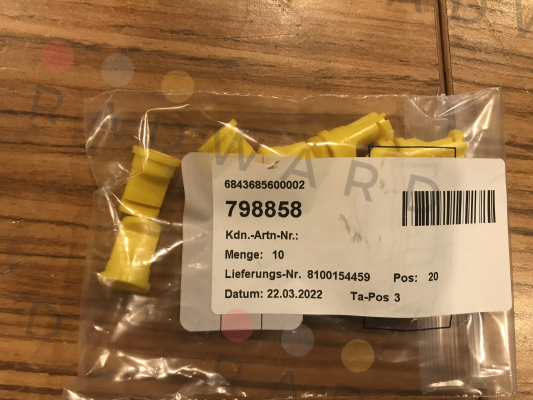 6843685600002
798858
Kdn.-Artn-Nr.:
Menge: 10
Lieferungs-Nr. 8100154459 Pos: 20
Datum: 22.03.2022 Ta-Pos 3
RADWARD